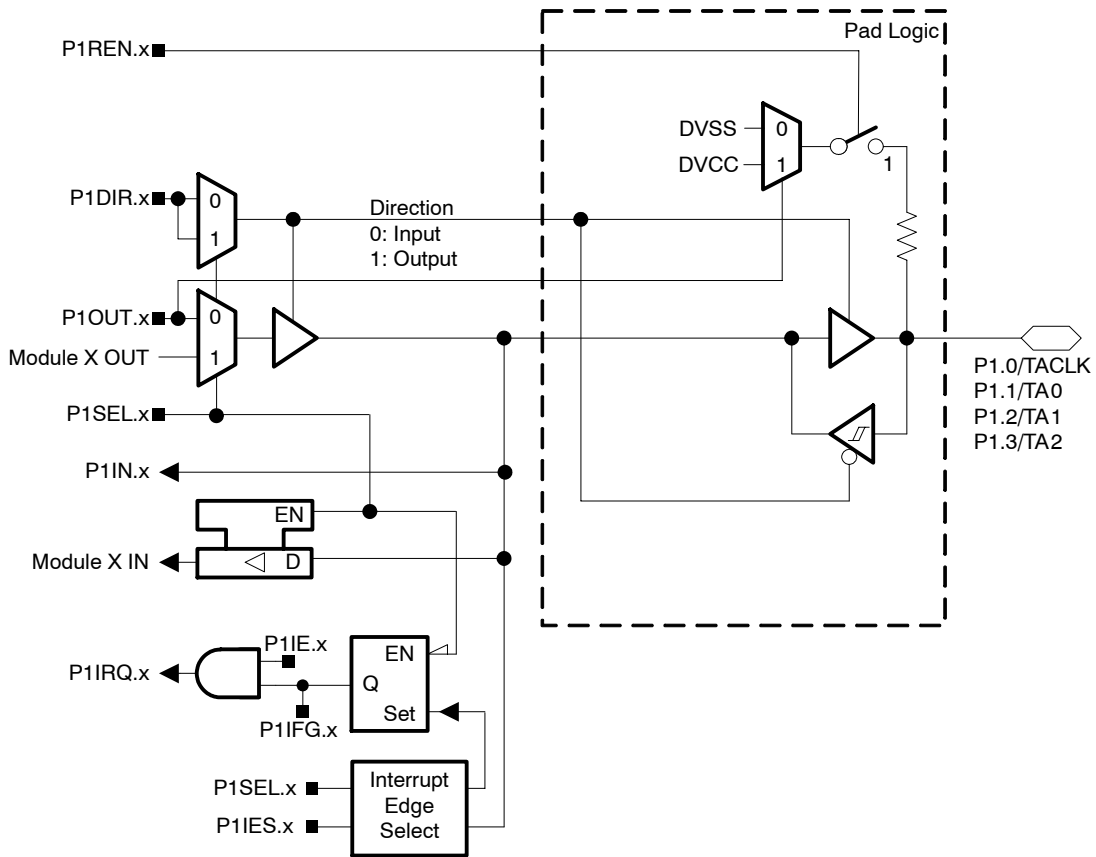 Pad Logic
P1REN.x
DVSS
0
DVCC
1
1
P1DIR.x
0
1
Direction
0: Input
1: Output
P1OUT.x
0
Module X OUT
1
P1.0/TACLK
P1.1/TA0
P1.2/TA1
P1.3/TA2
P1SEL.x
P1IN.x
EN
Module X IN
D
P1IE.x
EN
P1IRQ.x
Q
Set
P1IFG.x
P1SEL.x
P1IES.x
Interrupt
Edge
Select